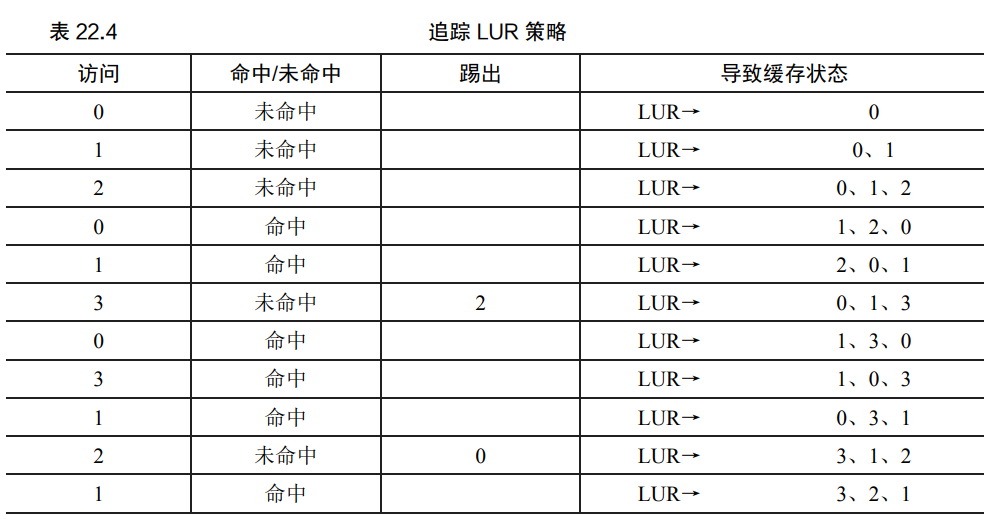 表 22.4 追踪 LUR 策略
访问 命中/未命中 踢出 导致缓存状态
0 未命中 LUR→ 0
1 未命中 LUR→ 0、1
2 未命中 LUR→ 0、1、2
0 命中 LUR→ 1、2、0
1 命中 LUR→ 2、0、1
3 未命中 2 LUR→ 0、1、3
0 命中 LUR→ 1、3、0
3 命中 LUR→ 1、0、3
1 命中 LUR→ 0、3、1
2 未命中 0 LUR→ 3、1、2
1 命中 LUR→ 3、2、1